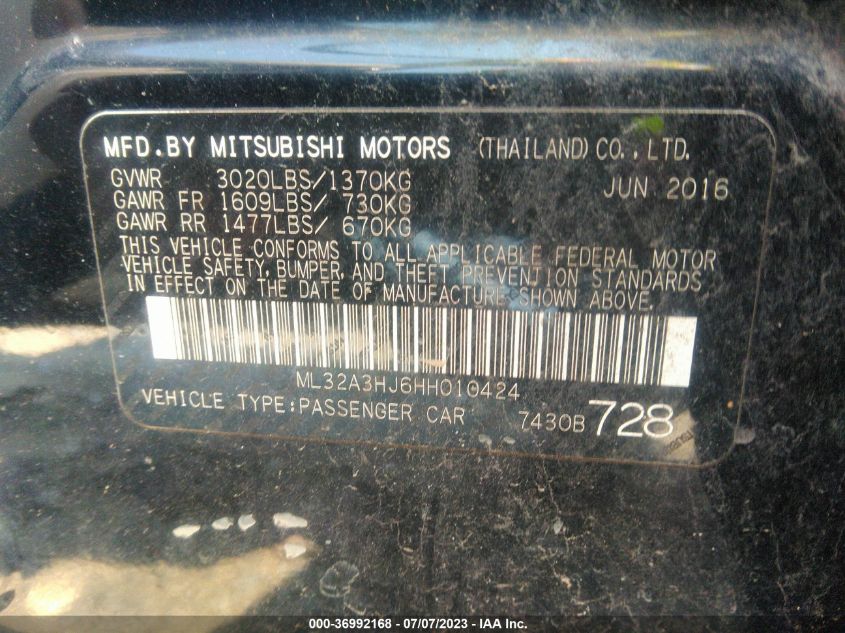 MFD.BY MITSUBISHI MOTORS (THAILAND) CO., LTD.
GVWR 3020LBS/1370KG JUN 2016
GAWR FR 1609LBS/ 730KG
GAWR RR 1477LBS/ 670KG
THIS VEHICLE CONFORMS TO ALL APPLICABLE FEDERAL MOTOR
VEHICLE SAFETY, BUMPER, AND THEFT PREVENTION STANDARDS
IN EFFECT ON THE DATE OF MANUFACTURE SHOWN ABOVE.
ML32A3HJ6HH010424
VEHICLE TYPE:PASSENGER CAR 7430B 728
000-36992168 - 07/07/2023 - IAA Inc.